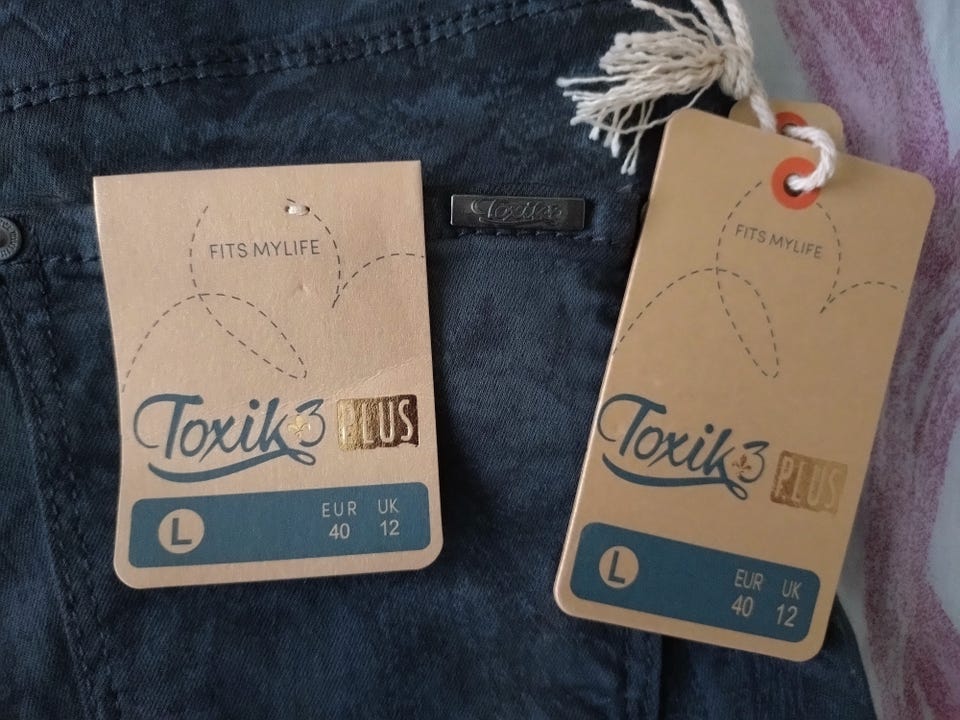 FITS MYLIFE
Toxik3 PLUS
L EUR UK
40 12
Toxik3
FITS MYLIFE
Toxik3 PLUS
L EUR UK
40 12